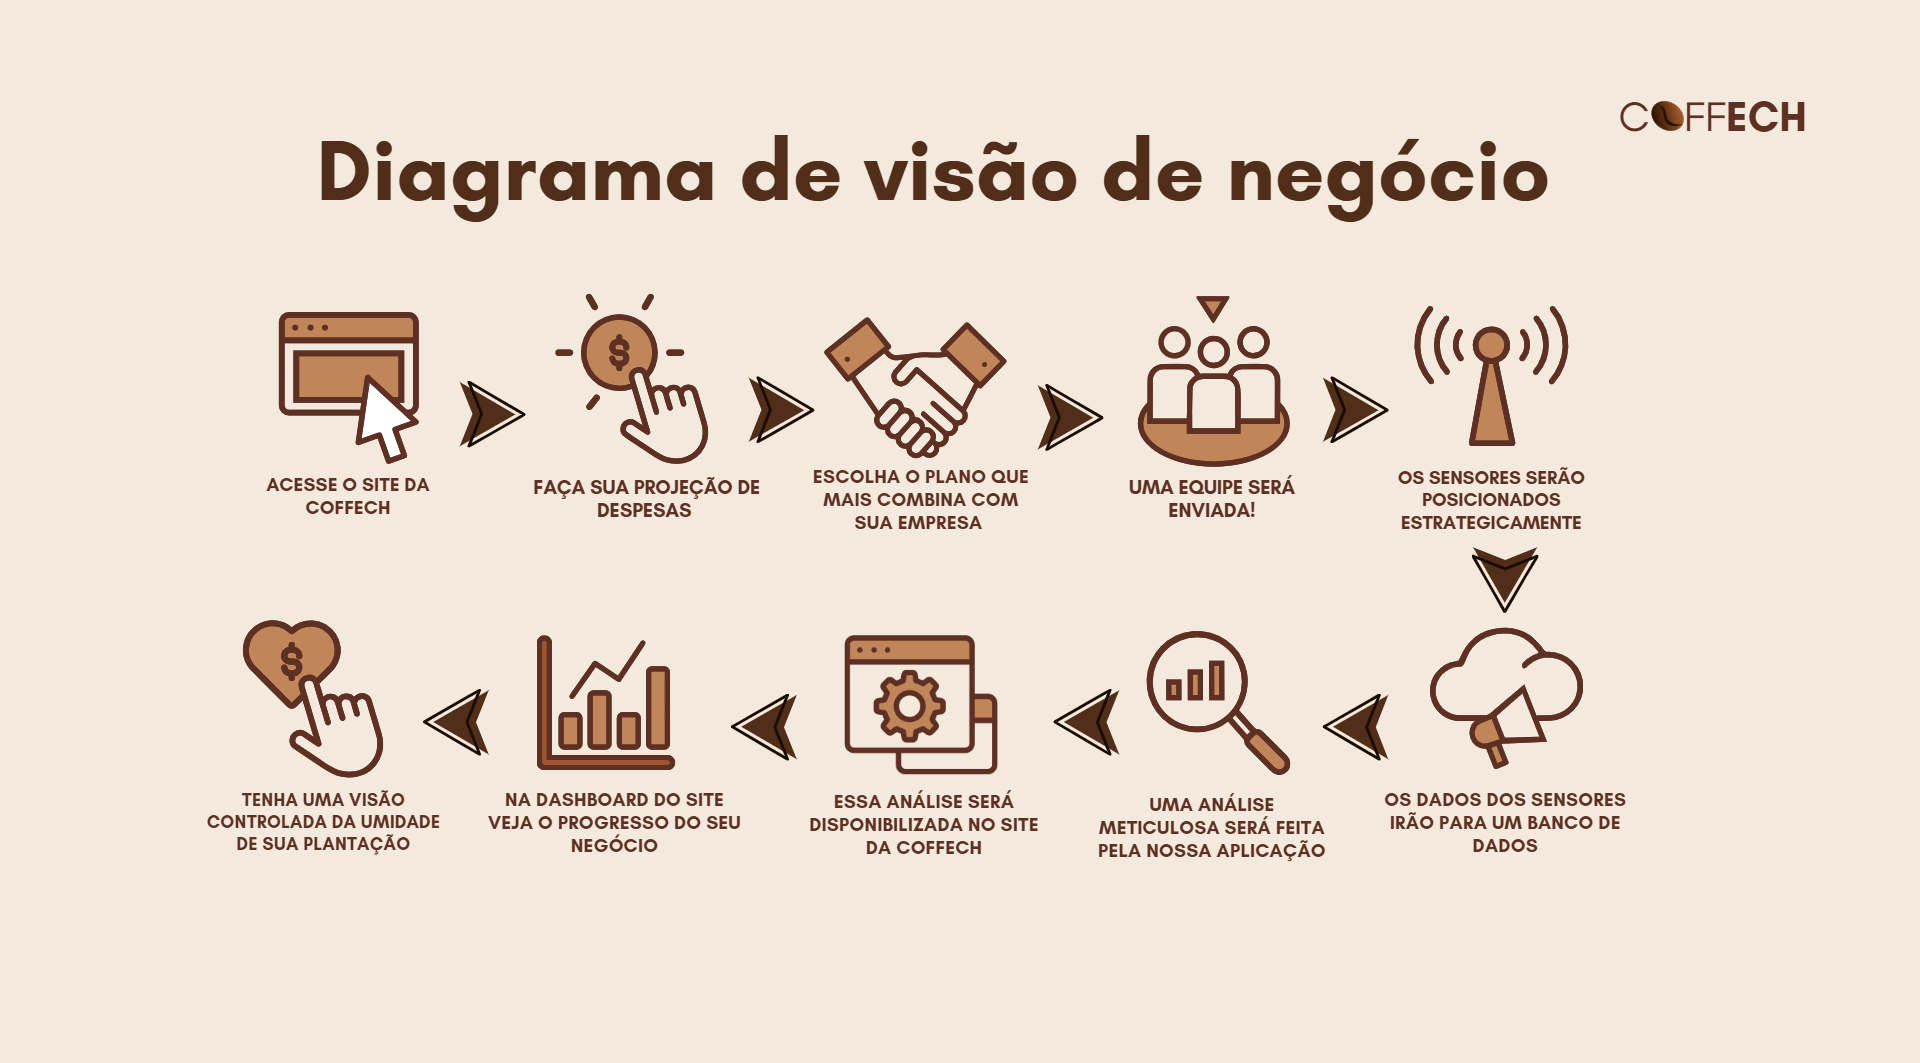 COFFECH
Diagrama de visão de negócio
$
ACESSE O SITE DA
COFFECH
FAÇA SUA PROJEÇÃO DE
DESPESAS
ESCOLHA O PLANO QUE
MAIS COMBINA COM
SUA EMPRESA
UMA EQUIPE SERÁ
ENVIADA!
OS SENSORES SERÃO
POSICIONADOS
ESTRATEGICAMENTE
OS DADOS DOS SENSORES
IRÃO PARA UM BANCO DE
DADOS
UMA ANÁLISE
METICULOSA SERÁ FEITA
PELA NOSSA APLICAÇÃO
ESSA ANÁLISE SERÁ
DISPONIBILIZADA NO SITE
DA COFFECH
NA DASHBOARD DO SITE
VEJA O PROGRESSO DO SEU
NEGÓCIO
$
TENHA UMA VISÃO
CONTROLADA DA UMIDADE
DE SUA PLANTAÇÃO